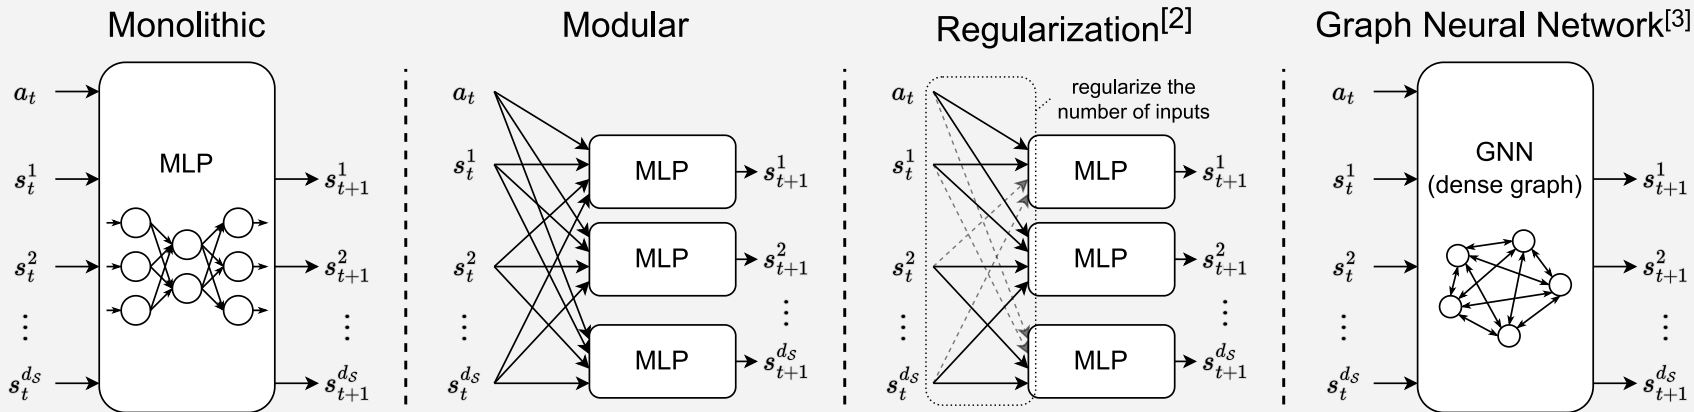 Monolithic
a_t
s_t^1
s_t^2
⋮
s_t^{d_S}
MLP
s_{t+1}^1
s_{t+1}^2
⋮
s_{t+1}^{d_S}
Modular
a_t
s_t^1
s_t^2
⋮
s_t^{d_S}
MLP
MLP
MLP
s_{t+1}^1
s_{t+1}^2
⋮
s_{t+1}^{d_S}
Regularization[2]
regularize the
number of inputs
a_t
s_t^1
s_t^2
⋮
s_t^{d_S}
MLP
MLP
MLP
s_{t+1}^1
s_{t+1}^2
⋮
s_{t+1}^{d_S}
Graph Neural Network[3]
a_t
s_t^1
s_t^2
⋮
s_t^{d_S}
GNN
(dense graph)
s_{t+1}^1
s_{t+1}^2
⋮
s_{t+1}^{d_S}